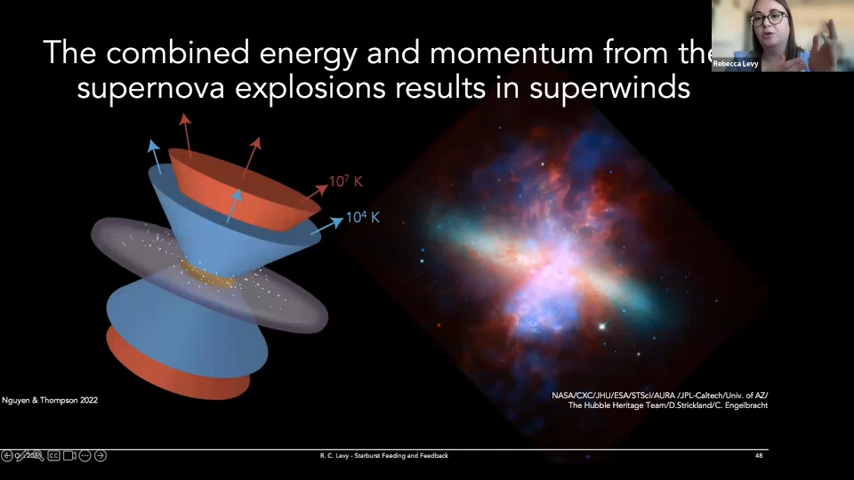 The combined energy and momentum from the
supernova explosions results in superwinds
Rebecca Levy
10⁷ K
10⁴ K
Nguyen & Thompson 2022
NASA/CXC/JHU/ESA/STScI/AURA /JPL-Caltech/Univ. of AZ/
The Hubble Heritage Team/D.Strickland/C. Engelbracht
R. C. Levy - Starburst Feeding and Feedback
48